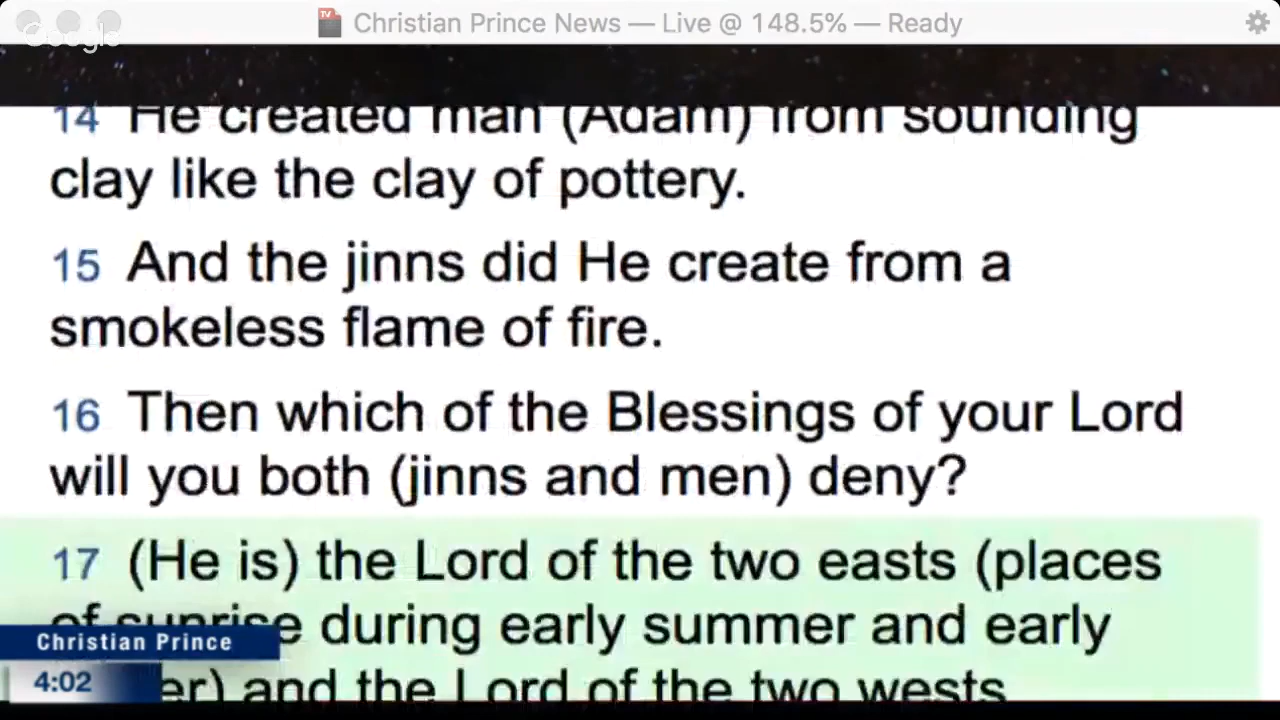 Christian Prince News — Live @ 148.5% — Ready
Google
14 He created man (Adam) from sounding
clay like the clay of pottery.
15 And the jinns did He create from a
smokeless flame of fire.
16 Then which of the Blessings of your Lord
will you both (jinns and men) deny?
17 (He is) the Lord of the two easts (places
of sunrise during early summer and early
er) and the Lord of the two wests
Christian Prince
4:02